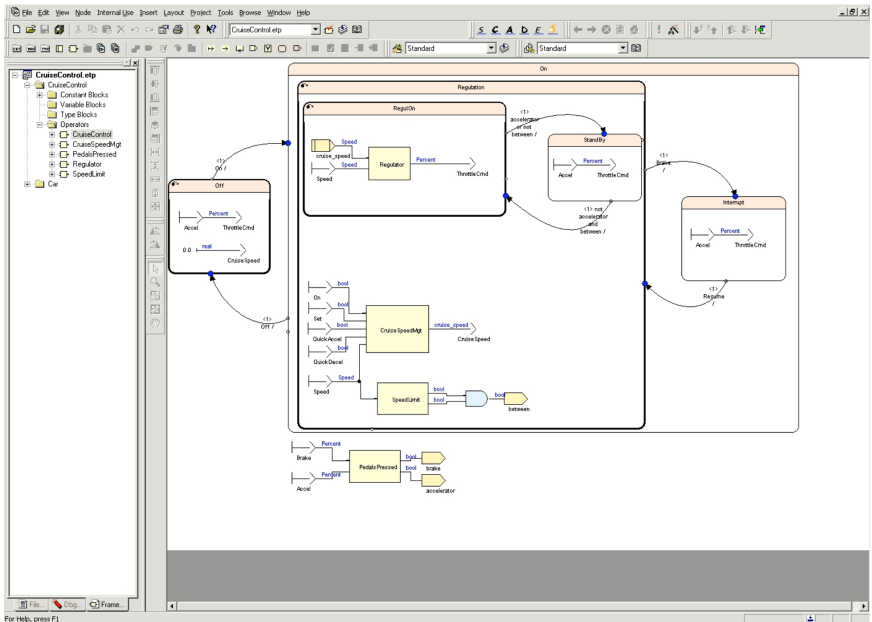 File Edit View Node Internal Use Insert Layout Project Tools Browse Window Help
CruiseControl.etp
S C A D E
Standard
Standard
CruiseControl.etp
CruiseControl
Constant Blocks
Variable Blocks
Type Blocks
Operators
CruiseControl
CruiseSpeedMgt
PedalsPressed
Regulator
SpeedLimit
Car
On
Regulation
RegulOn
Speed
cruise_speed
Speed
Speed
Regulator
Percent
ThrottleCmd
<1>
accelerator
or not
between /
StandBy
Percent
Accel
ThrottleCmd
<1> not
accelerator
and
between /
<1>
Brake
/
Interrupt
Percent
Accel
ThrottleCmd
<1>
Resume
/
<1>
On /
Off
Percent
Accel
ThrottleCmd
0.0
real
CruiseSpeed
<1>
Off /
bool
On
bool
Set
bool
QuickAccel
bool
QuickDecel
CruiseSpeedMgt
cruise_speed
CruiseSpeed
Speed
Speed
SpeedLimit
bool
bool
bool
between
Percent
Brake
Percent
Accel
PedalsPressed
bool
brake
bool
accelerator
File...
Dbg...
Frame...
For Help, press F1